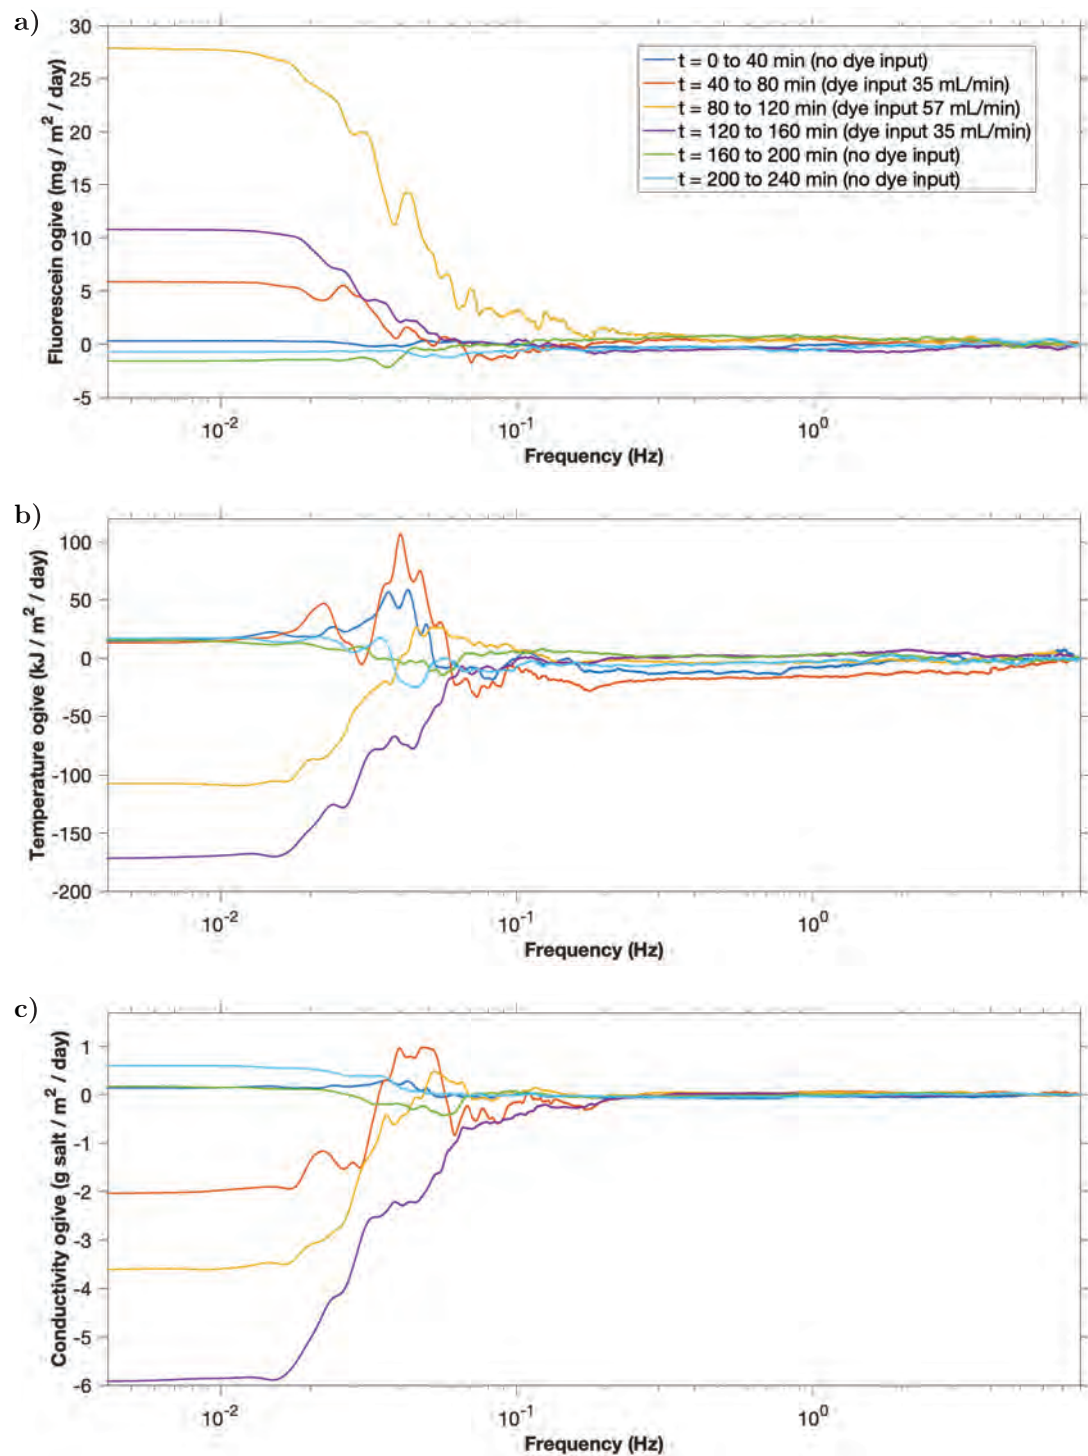 a)
30
25
20
15
10
5
0
-5
Fluorescein ogive (mg / m² / day)
t = 0 to 40 min (no dye input)
t = 40 to 80 min (dye input 35 mL/min)
t = 80 to 120 min (dye input 57 mL/min)
t = 120 to 160 min (dye input 35 mL/min)
t = 160 to 200 min (no dye input)
t = 200 to 240 min (no dye input)
10⁻² 10⁻¹ 10⁰
Frequency (Hz)
b)
100
50
0
-50
-100
-150
-200
Temperature ogive (kJ / m² / day)
10⁻² 10⁻¹ 10⁰
Frequency (Hz)
c)
1
0
-1
-2
-3
-4
-5
-6
Conductivity ogive (g salt / m² / day)
10⁻² 10⁻¹ 10⁰
Frequency (Hz)